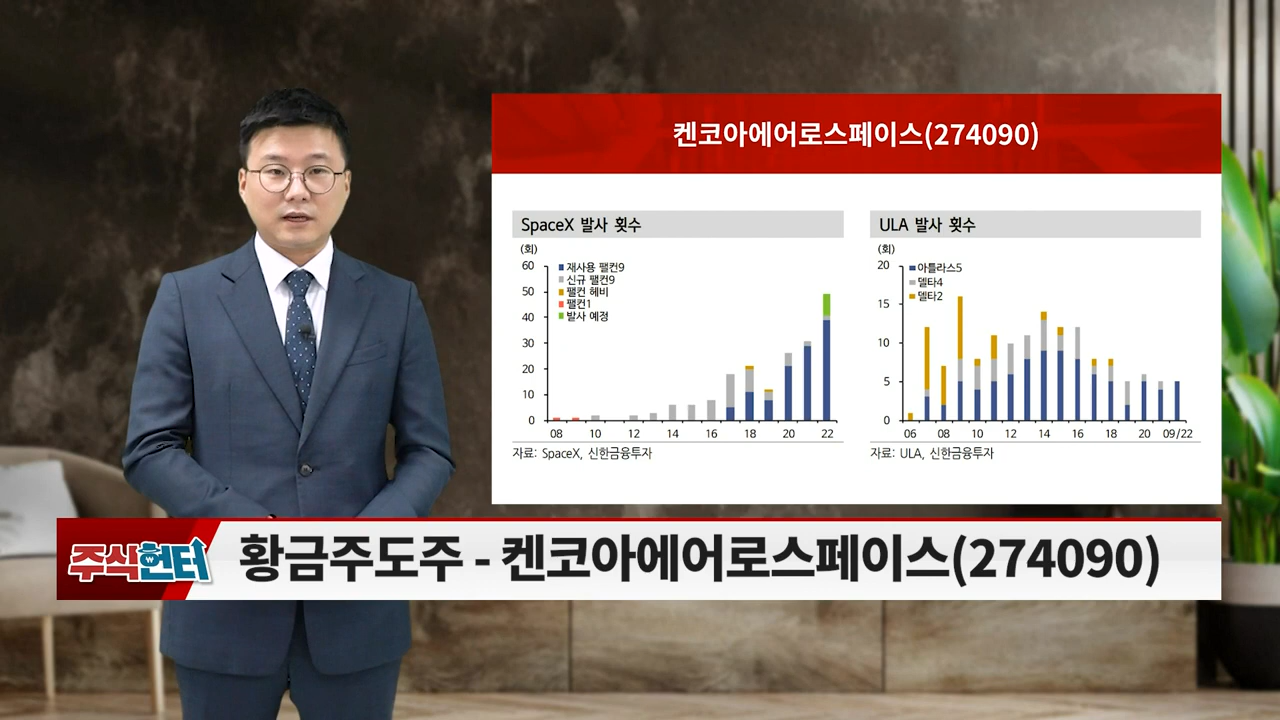 켄코아에어로스페이스(274090)
SpaceX 발사 횟수
(회)
60
50
40
30
20
10
0
재사용 팰컨9
신규 팰컨9
팰컨 헤비
팰컨1
발사 예정
08 10 12 14 16 18 20 22
자료: SpaceX, 신한금융투자
ULA 발사 횟수
(회)
20
15
10
5
0
아틀라스5
델타4
델타2
06 08 10 12 14 16 18 20 09/22
자료: ULA, 신한금융투자
주식헌터
황금주도주 - 켄코아에어로스페이스(274090)